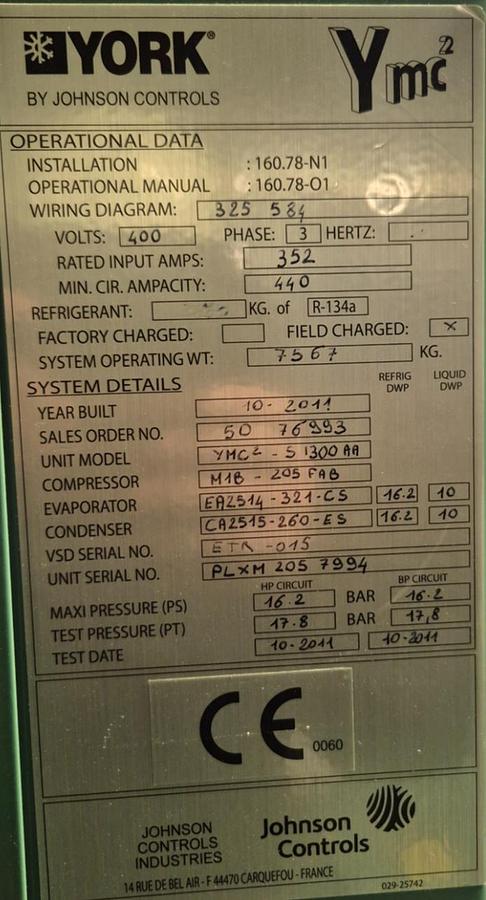 YORK®
BY JOHNSON CONTROLS
Ymc²
OPERATIONAL DATA
INSTALLATION : 160.78-N1
OPERATIONAL MANUAL : 160.78-O1
WIRING DIAGRAM: 325 584
VOLTS: 400 PHASE: 3 HERTZ:
RATED INPUT AMPS: 352
MIN. CIR. AMPACITY: 440
REFRIGERANT: KG. of R-134a
FACTORY CHARGED: FIELD CHARGED: X
SYSTEM OPERATING WT: 7567 KG.
SYSTEM DETAILS REFRIG DWP LIQUID DWP
YEAR BUILT 10-2011
SALES ORDER NO. 50 76993
UNIT MODEL YMC² - S 1300 AA
COMPRESSOR M1B - 205 FAB
EVAPORATOR EA2514-321-CS 16.2 10
CONDENSER CA2515-260-ES 16.2 10
VSD SERIAL NO. ETR-015
UNIT SERIAL NO. PLXM 205 7994
HP CIRCUIT BP CIRCUIT
MAXI PRESSURE (PS) 16.2 BAR 16.2
TEST PRESSURE (PT) 17.8 BAR 17,8
TEST DATE 10-2011 10-2011
CE 0060
JOHNSON CONTROLS INDUSTRIES
Johnson Controls
14 RUE DE BEL AIR - F 44470 CARQUEFOU - FRANCE
029-25742